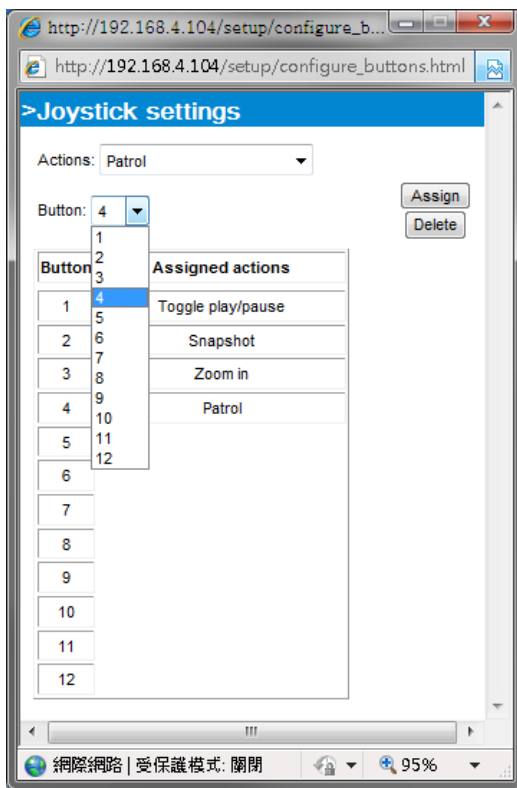 http://192.168.4.104/setup/configure_b...
http://192.168.4.104/setup/configure_buttons.html
>Joystick settings
Actions: Patrol
Assign
Button: 4
Delete
1
2
3
4
5
6
7
8
9
10
11
12
Button Assigned actions
1 Toggle play/pause
2 Snapshot
3 Zoom in
4 Patrol
5
6
7
8
9
10
11
12
網際網路 | 受保護模式: 關閉 95%